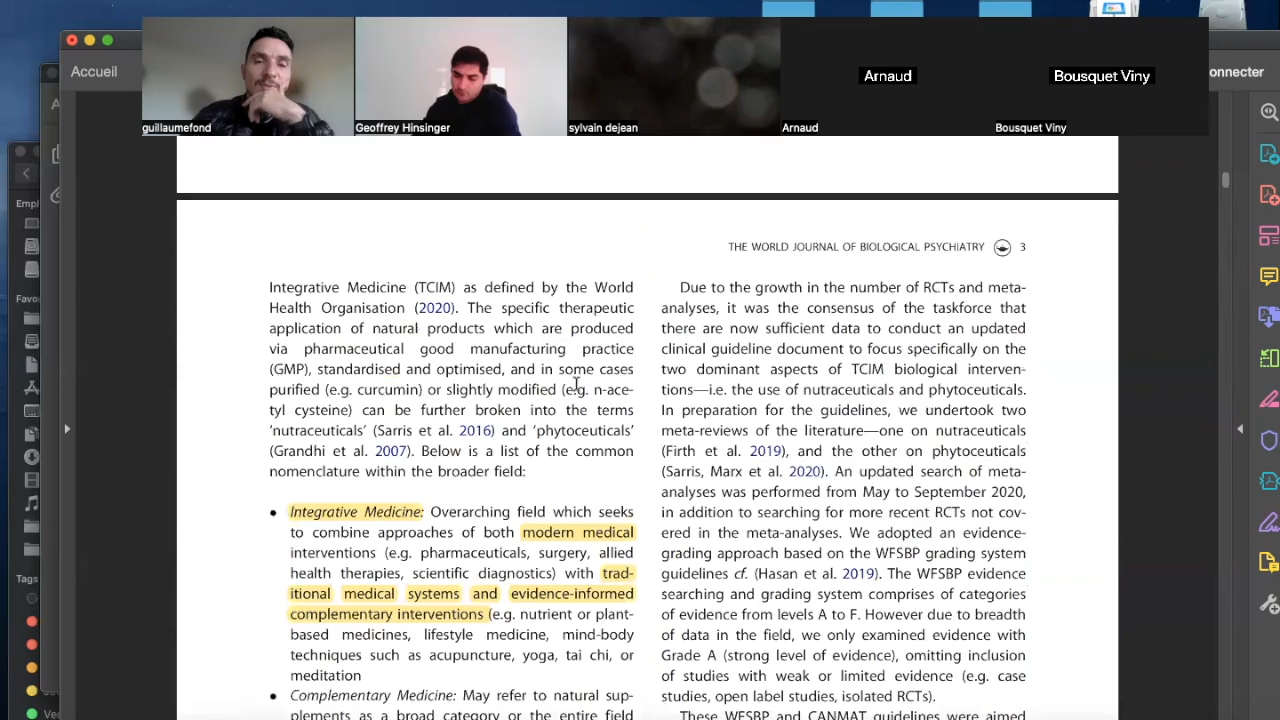 Accueil
guillaumefond
Geoffrey Hinsinger
sylvain dejean
Arnaud
Arnaud
Bousquet Viny
Bousquet Viny
onnecter
Empl
Favo
Tags
Ver
THE WORLD JOURNAL OF BIOLOGICAL PSYCHIATRY 3
Integrative Medicine (TCIM) as defined by the World
Health Organisation (2020). The specific therapeutic
application of natural products which are produced
via pharmaceutical good manufacturing practice
(GMP), standardised and optimised, and in some cases
purified (e.g. curcumin) or slightly modified (e.g. n-ace-
tyl cysteine) can be further broken into the terms
'nutraceuticals' (Sarris et al. 2016) and 'phytoceuticals'
(Grandhi et al. 2007). Below is a list of the common
nomenclature within the broader field:
• Integrative Medicine: Overarching field which seeks
to combine approaches of both modern medical
interventions (e.g. pharmaceuticals, surgery, allied
health therapies, scientific diagnostics) with trad-
itional medical systems and evidence-informed
complementary interventions (e.g. nutrient or plant-
based medicines, lifestyle medicine, mind-body
techniques such as acupuncture, yoga, tai chi, or
meditation
• Complementary Medicine: May refer to natural sup-
plements as a broad category or the entire field
Due to the growth in the number of RCTs and meta-
analyses, it was the consensus of the taskforce that
there are now sufficient data to conduct an updated
clinical guideline document to focus specifically on the
two dominant aspects of TCIM biological interven-
tions—i.e. the use of nutraceuticals and phytoceuticals.
In preparation for the guidelines, we undertook two
meta-reviews of the literature—one on nutraceuticals
(Firth et al. 2019), and the other on phytoceuticals
(Sarris, Marx et al. 2020). An updated search of meta-
analyses was performed from May to September 2020,
in addition to searching for more recent RCTs not cov-
ered in the meta-analyses. We adopted an evidence-
grading approach based on the WFSBP grading system
guidelines cf. (Hasan et al. 2019). The WFSBP evidence
searching and grading system comprises of categories
of evidence from levels A to F. However due to breadth
of data in the field, we only examined evidence with
Grade A (strong level of evidence), omitting inclusion
of studies with weak or limited evidence (e.g. case
studies, open label studies, isolated RCTs).
These WFSBP and CANMAT guidelines were aimed